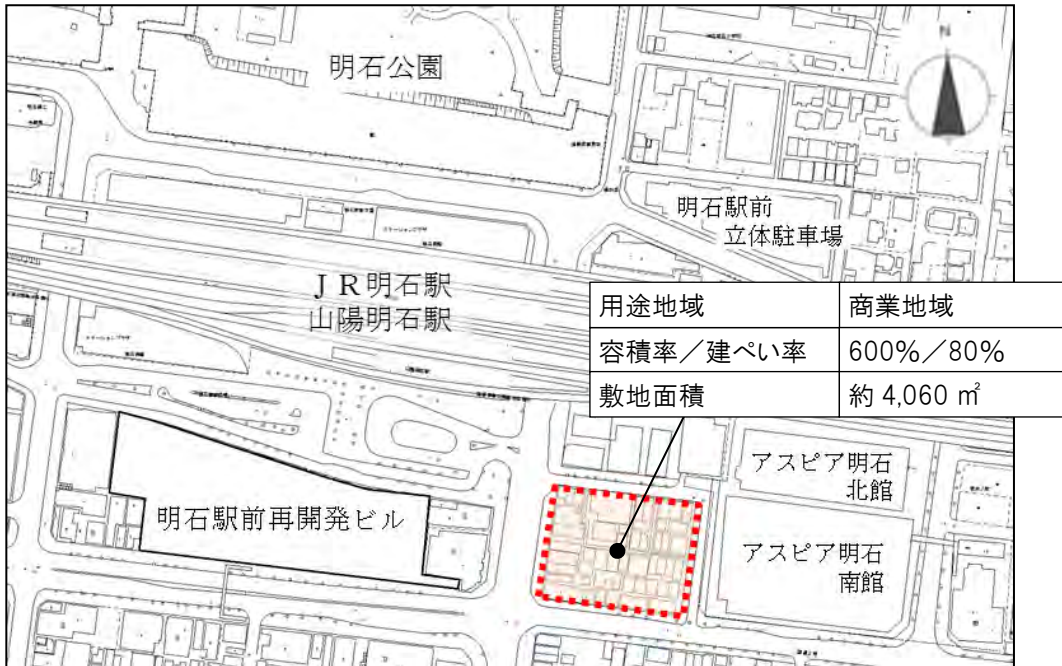 N
明石公園
明石駅前
立体駐車場
ＪＲ明石駅
山陽明石駅
用途地域 商業地域
容積率／建ぺい率 600％／80％
敷地面積 約 4,060 ㎡
アスピア明石
北館
明石駅前再開発ビル
アスピア明石
南館